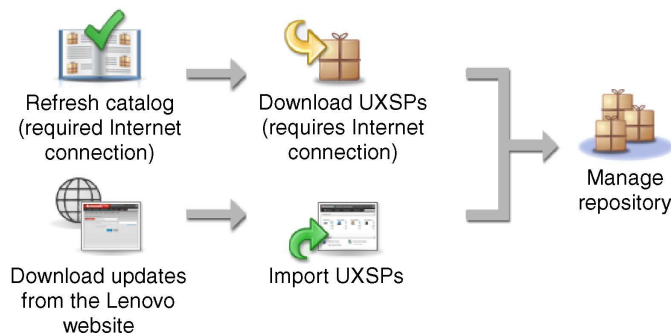 Refresh catalog
(required Internet
connection)
Download UXSPs
(requires Internet
connection)
Manage
repository
Download updates
from the Lenovo
website
Import UXSPs